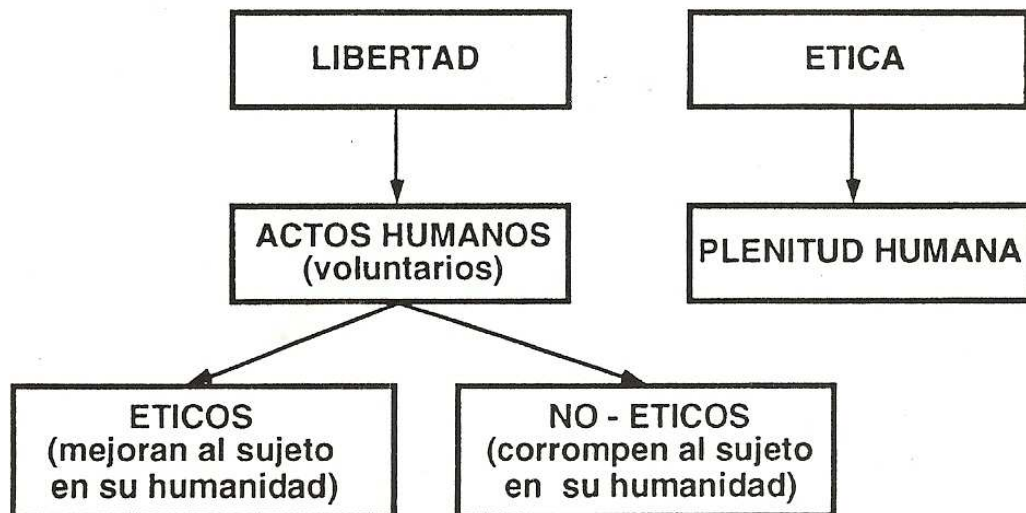 LIBERTAD
ETICA
ACTOS HUMANOS
(voluntarios)
PLENITUD HUMANA
ETICOS
(mejoran al sujeto
en su humanidad)
NO - ETICOS
(corrompen al sujeto
en su humanidad)